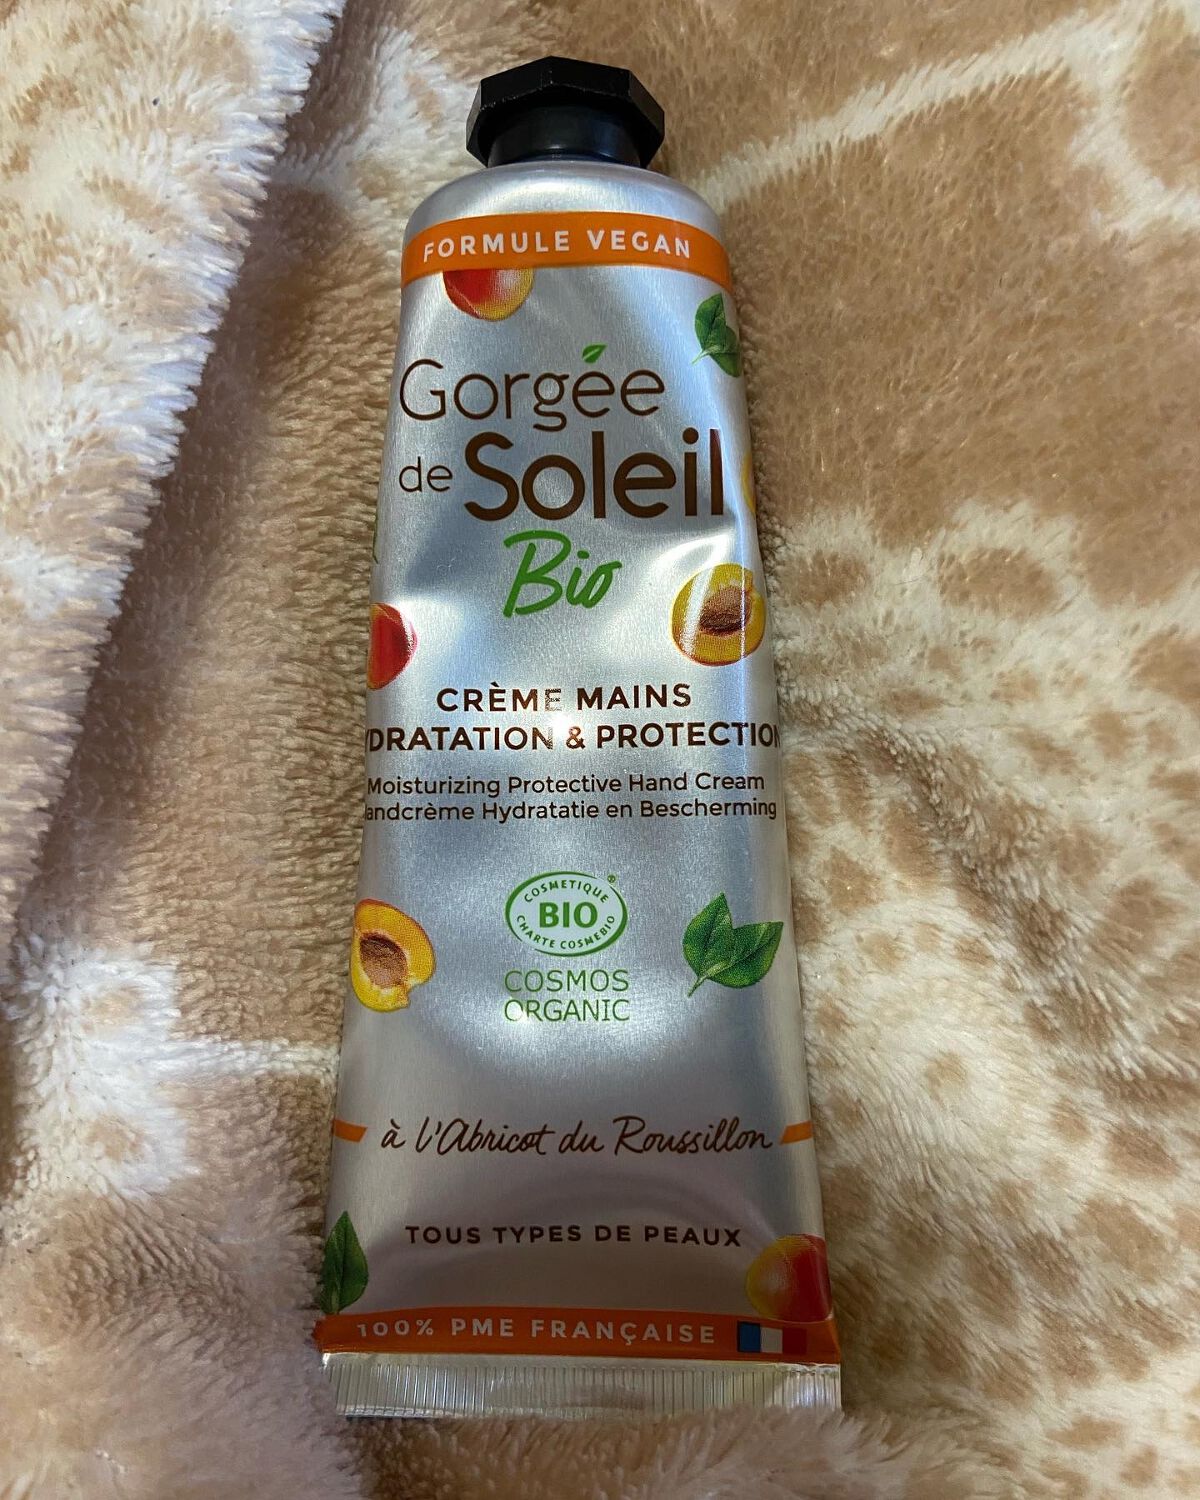 FORMULE VEGAN
Gorgée
de Soleil
Bio
CRÈME MAINS
YDRATATION & PROTECTION
Moisturizing Protective Hand Cream
andcrème Hydratatie en Bescherming
COSMETIQUE
BIO
CHARTE COSMEBIO
®
COSMOS
ORGANIC
à l'Abricot du Roussillon
TOUS TYPES DE PEAUX
100% PME FRANÇAISE